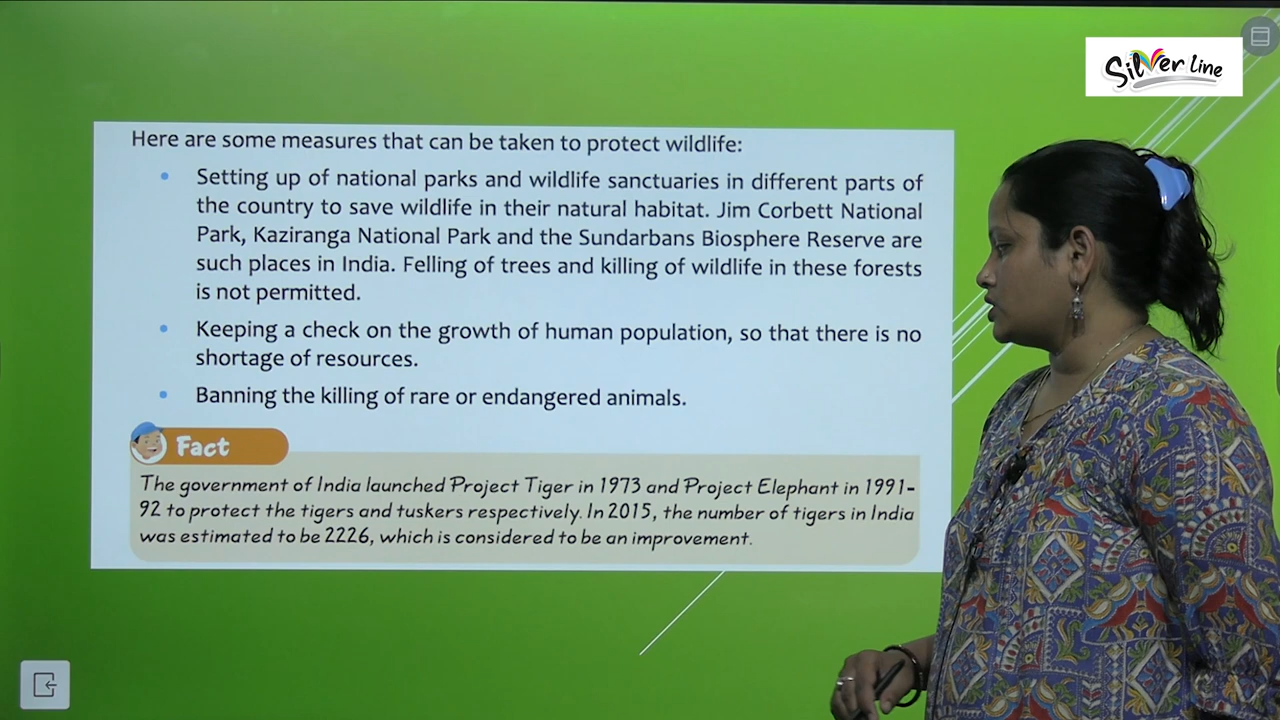 Silver Line
Here are some measures that can be taken to protect wildlife:
• Setting up of national parks and wildlife sanctuaries in different parts of
the country to save wildlife in their natural habitat. Jim Corbett National
Park, Kaziranga National Park and the Sundarbans Biosphere Reserve are
such places in India. Felling of trees and killing of wildlife in these forests
is not permitted.
• Keeping a check on the growth of human population, so that there is no
shortage of resources.
• Banning the killing of rare or endangered animals.
Fact
The government of India launched Project Tiger in 1973 and Project Elephant in 1991-
92 to protect the tigers and tuskers respectively. In 2015, the number of tigers in India
was estimated to be 2226, which is considered to be an improvement.